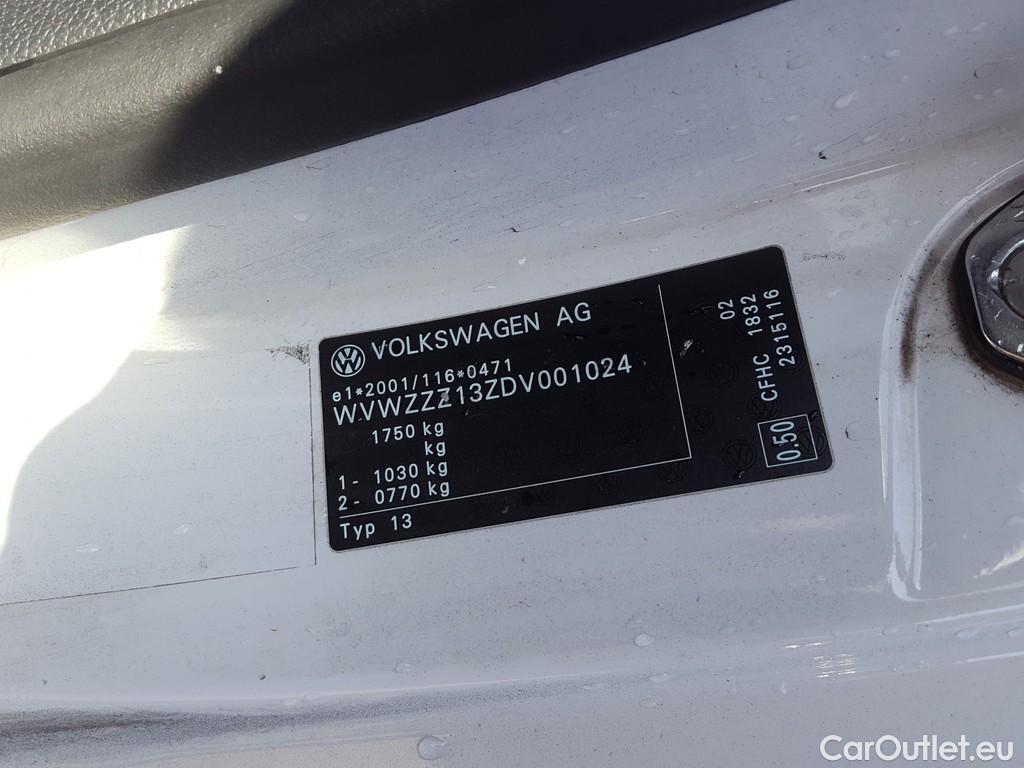 VOLKSWAGEN AG
e1*2001/116*0471
WVWZZZ13ZDV001024
1750 kg
kg
1- 1030 kg
2- 0770 kg
Typ 13
02
CFHC 1832
2315116
0.50
CarOutlet.eu